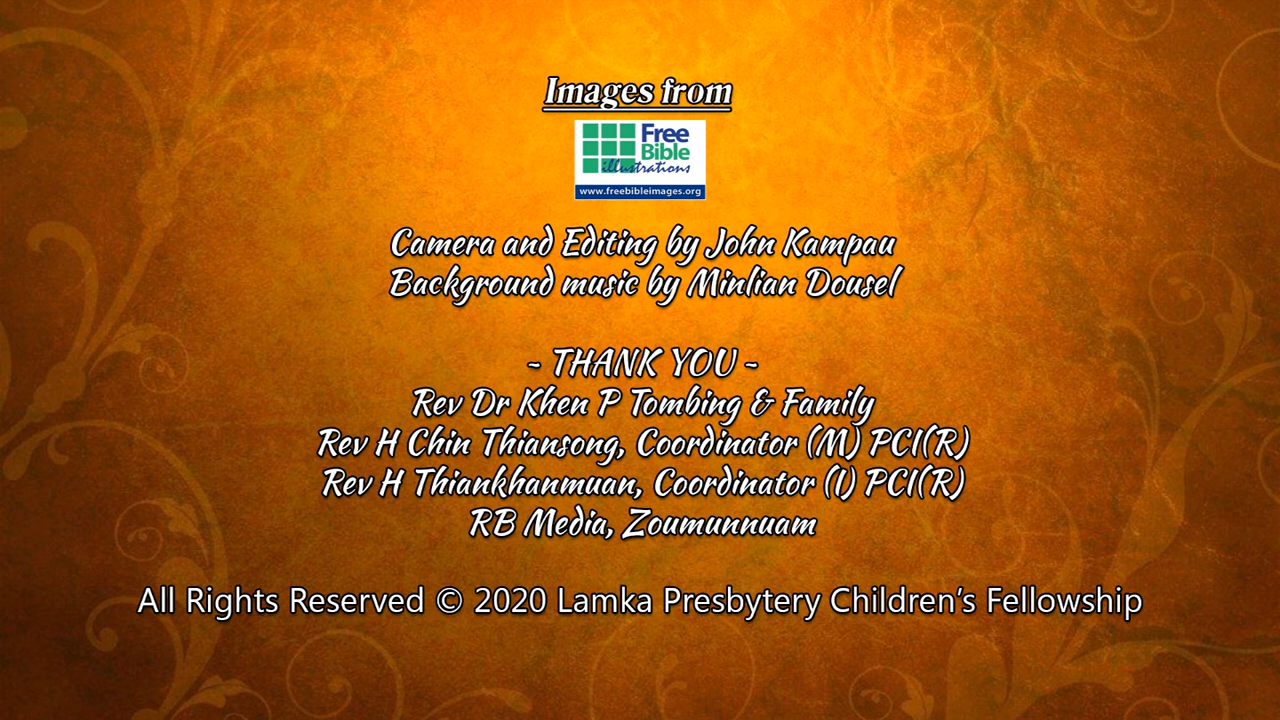 Images from
Free
Bible
illustrations
www.freebibleimages.org
Camera and Editing by John Kampau
Background music by Minlian Dousel
~ THANK YOU ~
Rev Dr Khen P Tombing & Family
Rev H Chin Thiansong, Coordinator (M) PCI(R)
Rev H Thiankhanmuan, Coordinator (I) PCI(R)
RB Media, Zoumunnuam
All Rights Reserved © 2020 Lamka Presbytery Children’s Fellowship